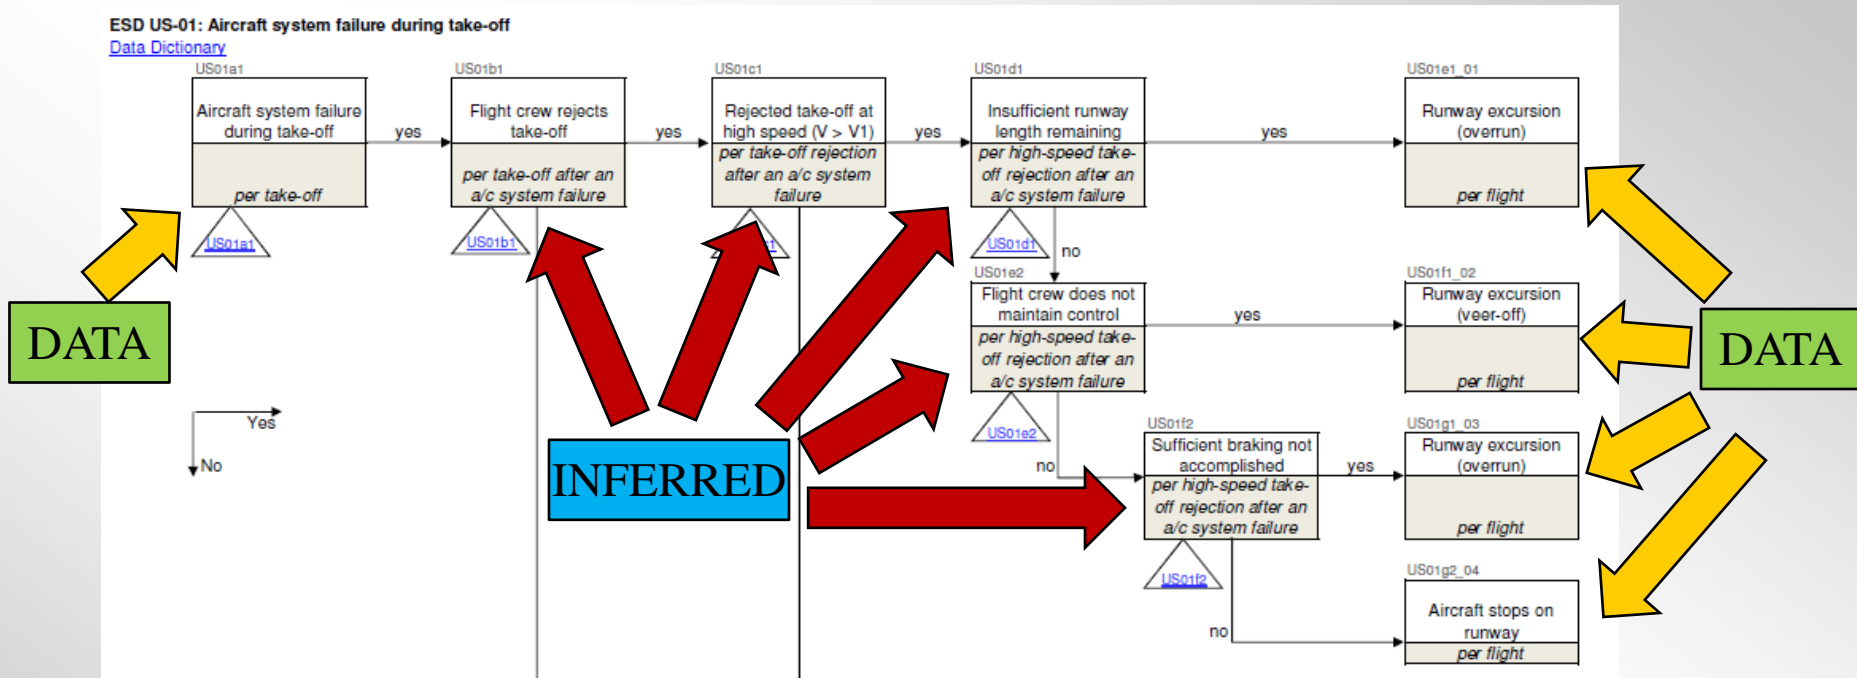 ESD US-01: Aircraft system failure during take-off
Data Dictionary
US01a1
Aircraft system failure
during take-off
per take-off
US01a1
yes
US01b1
Flight crew rejects
take-off
per take-off after an
a/c system failure
US01b1
yes
US01c1
Rejected take-off at
high speed (V > V1)
per take-off rejection
after an a/c system
failure
yes
US01d1
Insufficient runway
length remaining
per high-speed take-
off rejection after an
a/c system failure
US01d1
yes
no
US01e1_01
Runway excursion
(overrun)
per flight
US01e2
Flight crew does not
maintain control
per high-speed take-
off rejection after an
a/c system failure
US01e2
yes
no
US01f1_02
Runway excursion
(veer-off)
per flight
US01f2
Sufficient braking not
accomplished
per high-speed take-
off rejection after an
a/c system failure
US01f2
yes
no
US01g1_03
Runway excursion
(overrun)
per flight
US01g2_04
Aircraft stops on
runway
per flight
DATA
INFERRED
DATA
Yes
No